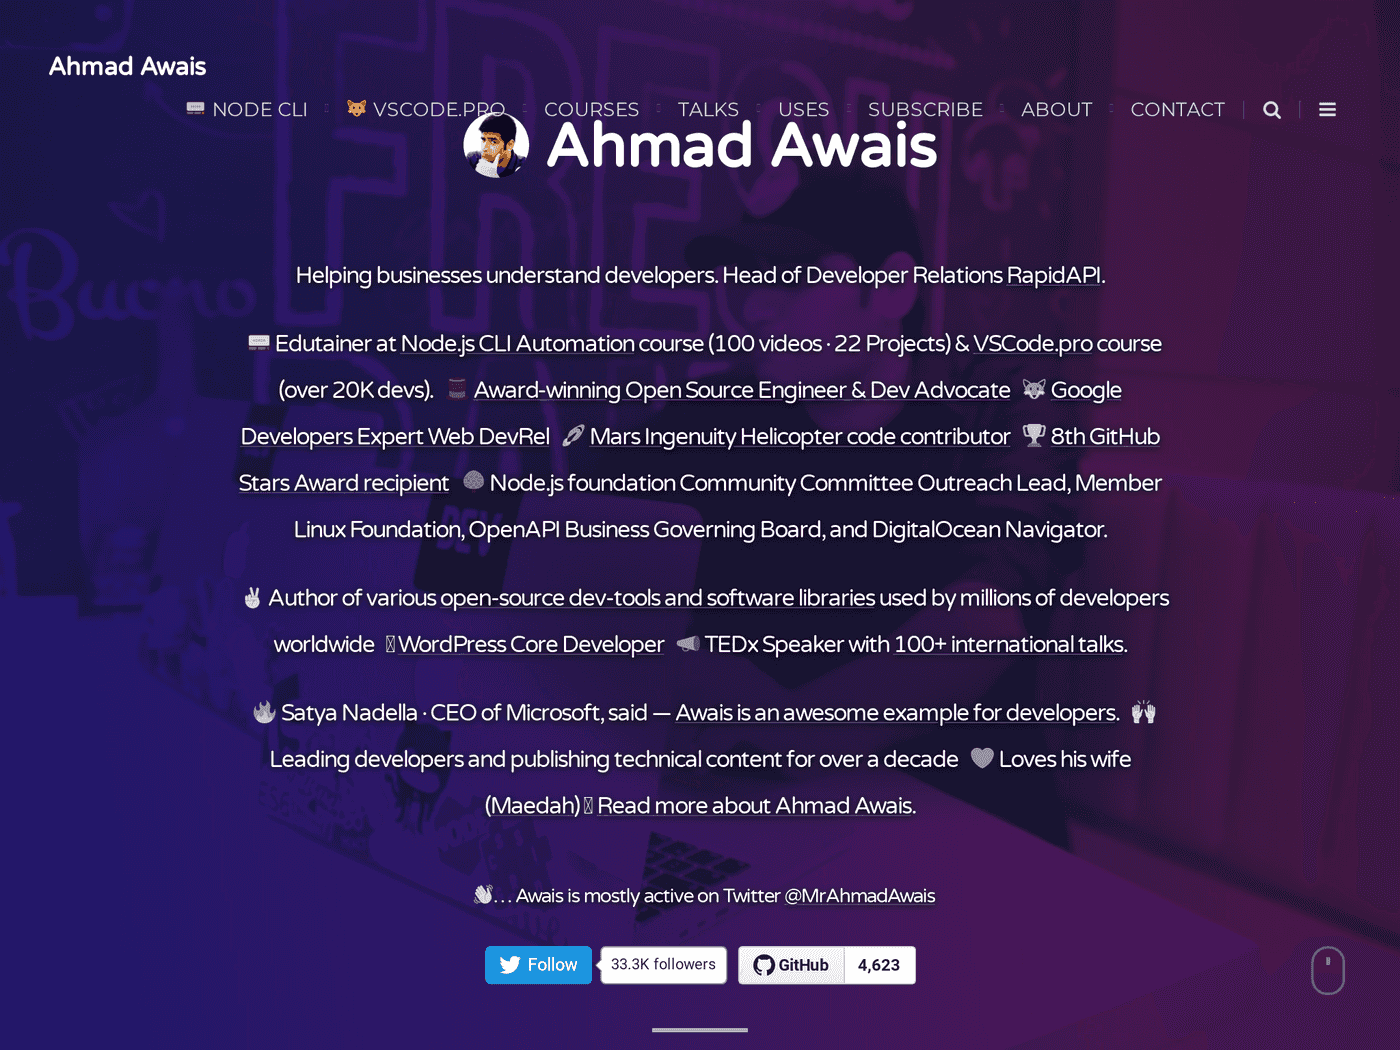 Ahmad Awais
NODE CLI VSCODE.PRO COURSES TALKS USES SUBSCRIBE ABOUT CONTACT
Ahmad Awais
Helping businesses understand developers. Head of Developer Relations RapidAPI.
Edutainer at Node.js CLI Automation course (100 videos · 22 Projects) & VSCode.pro course
(over 20K devs). Award-winning Open Source Engineer & Dev Advocate Google
Developers Expert Web DevRel Mars Ingenuity Helicopter code contributor 8th GitHub
Stars Award recipient Node.js foundation Community Committee Outreach Lead, Member
Linux Foundation, OpenAPI Business Governing Board, and DigitalOcean Navigator.
Author of various open-source dev-tools and software libraries used by millions of developers
worldwide WordPress Core Developer TEDx Speaker with 100+ international talks.
Satya Nadella · CEO of Microsoft, said — Awais is an awesome example for developers.
Leading developers and publishing technical content for over a decade Loves his wife
(Maedah) Read more about Ahmad Awais.
... Awais is mostly active on Twitter @MrAhmadAwais
Follow 33.3K followers GitHub 4,623
FRESH
Bueno
DEV